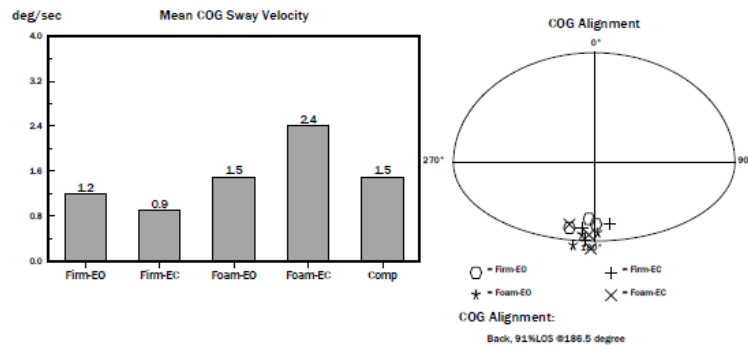 deg/sec
Mean COG Sway Velocity
4.0
3.2
2.4
1.6
0.8
0.0
1.2
0.9
1.5
2.4
1.5
Firm-EO Firm-EC Foam-EO Foam-EC Comp
COG Alignment
0°
270°
90
180°
= Firm-EO = Firm-EC
= Foam-EO = Foam-EC
COG Alignment:
Back, 91%LOS @186.5 degree